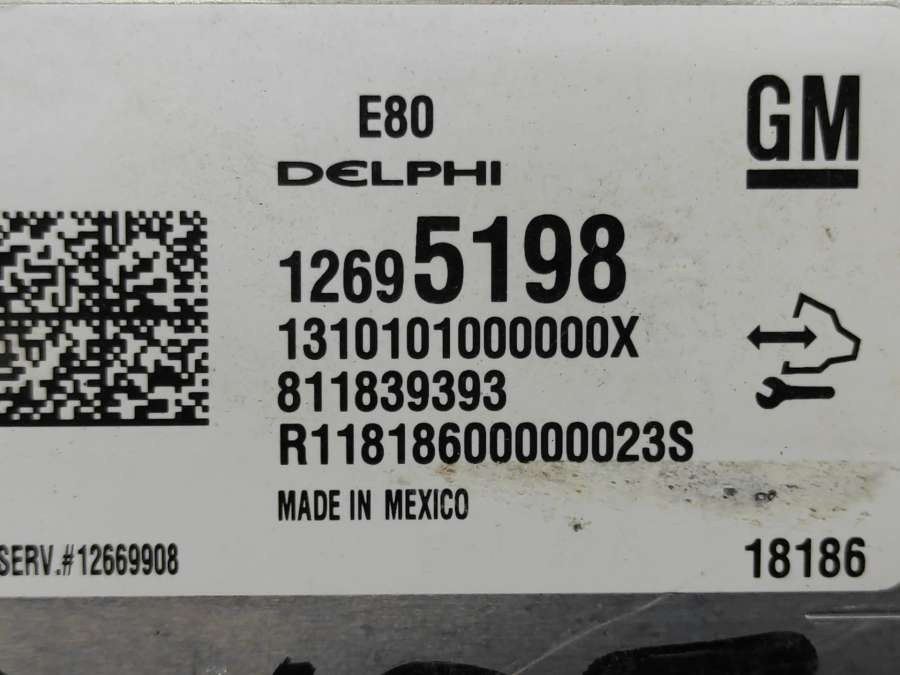 E80
GM
DELPHI
12695198
1310101000000X
811839393
R11818600000023S
MADE IN MEXICO
SERV.#12669908
18186